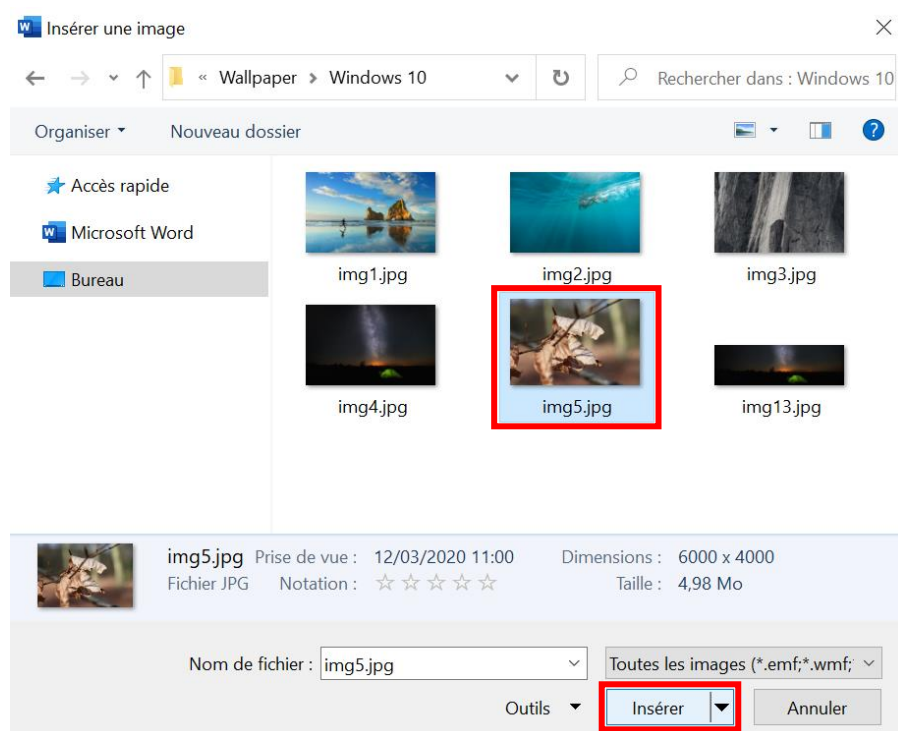 Insérer une image
« Wallpaper > Windows 10
Rechercher dans : Windows 10
Organiser
Nouveau dossier
Accès rapide
Microsoft Word
Bureau
img1.jpg
img2.jpg
img3.jpg
img4.jpg
img5.jpg
img13.jpg
img5.jpg Prise de vue : 12/03/2020 11:00 Dimensions : 6000 x 4000
Fichier JPG Notation : ☆ ☆ ☆ ☆ ☆ Taille : 4,98 Mo
Nom de fichier : img5.jpg
Toutes les images (*.emf;*.wmf;
Outils
Insérer
Annuler